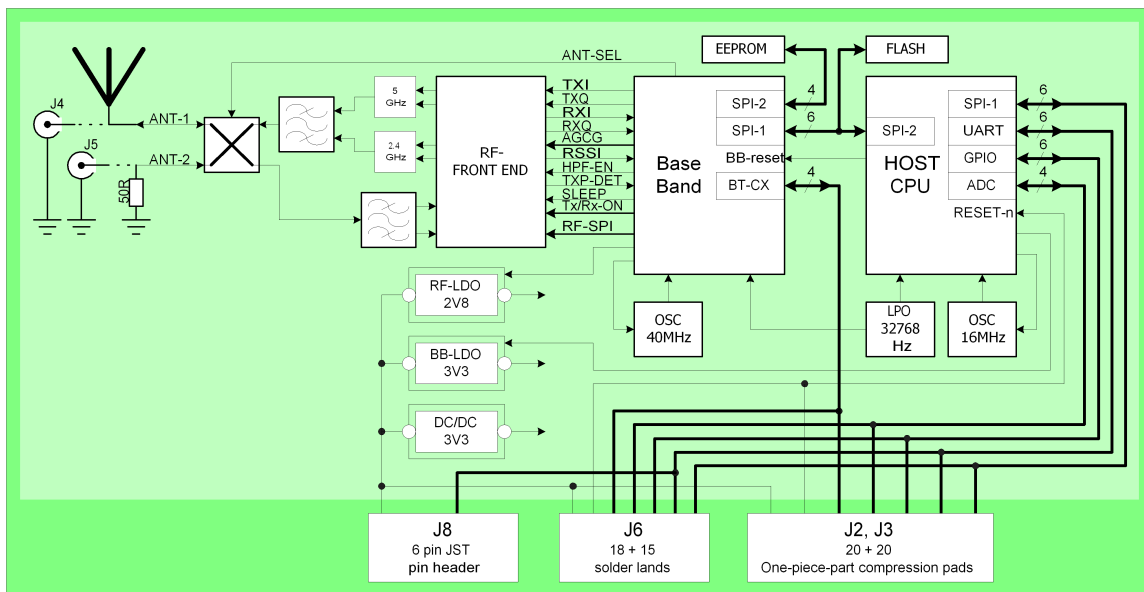 EEPROM
FLASH
ANT-SEL
J4
ANT-1
J5
ANT-2
50R
5
GHz
2.4
GHz
RF-
FRONT END
TXI
TXQ
RXI
RXQ
AGCG
RSSI
HPF-EN
TXP-DET
SLEEP
Tx/Rx-ON
RF-SPI
Base
Band
SPI-2
4
SPI-1
6
BB-reset
BT-CX
4
SPI-2
HOST
CPU
SPI-1
6
UART
6
GPIO
6
ADC
4
RESET-n
RF-LDO
2V8
OSC
40MHz
LPO
32768
Hz
OSC
16MHz
BB-LDO
3V3
DC/DC
3V3
J8
6 pin JST
pin header
J6
18 + 15
solder lands
J2, J3
20 + 20
One-piece-part compression pads